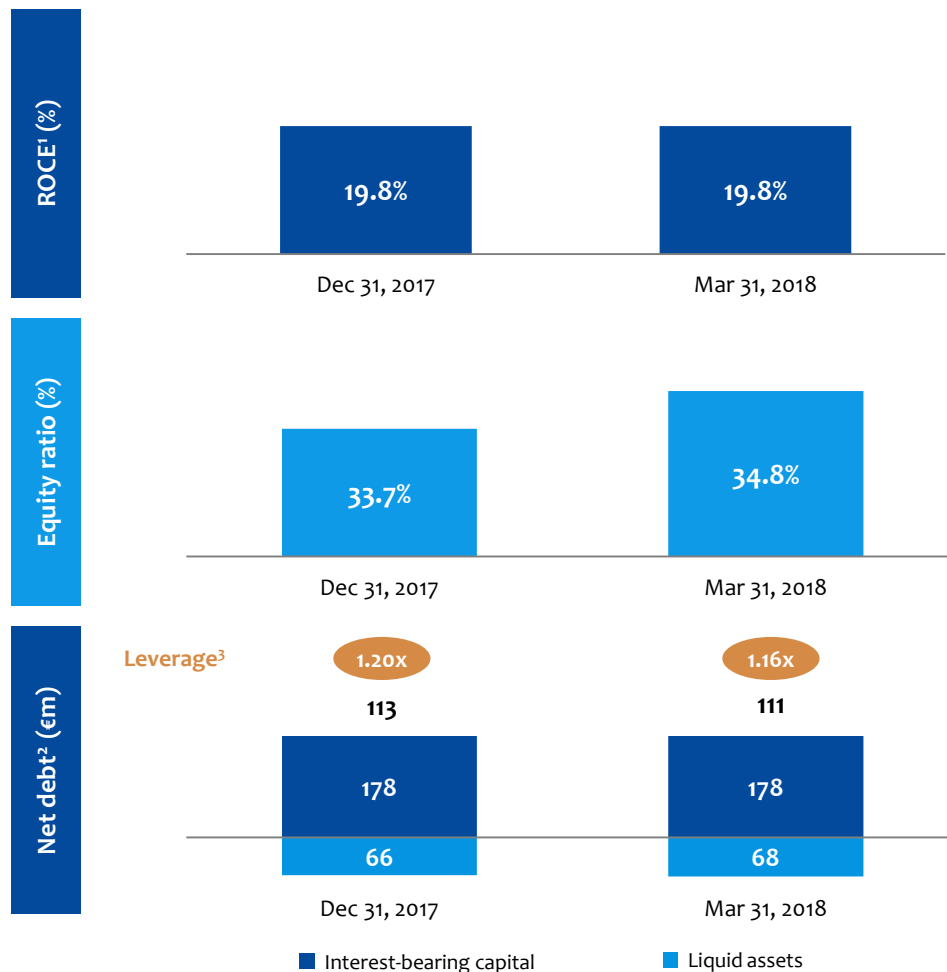 ROCE¹ (%)
19.8%
19.8%
Dec 31, 2017
Mar 31, 2018
Equity ratio (%)
33.7%
34.8%
Dec 31, 2017
Mar 31, 2018
Net debt² (€m)
Leverage³
1.20x
1.16x
113
111
178
178
66
68
Dec 31, 2017
Mar 31, 2018
Interest-bearing capital
Liquid assets